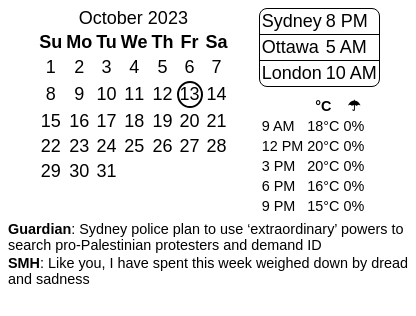 October 2023
Su Mo Tu We Th Fr Sa
1 2 3 4 5 6 7
8 9 10 11 12 13 14
15 16 17 18 19 20 21
22 23 24 25 26 27 28
29 30 31
Sydney 8 PM
Ottawa 5 AM
London 10 AM
°C ☂
9 AM 18°C 0%
12 PM 20°C 0%
3 PM 20°C 0%
6 PM 16°C 0%
9 PM 15°C 0%
Guardian: Sydney police plan to use ‘extraordinary’ powers to
search pro-Palestinian protesters and demand ID
SMH: Like you, I have spent this week weighed down by dread
and sadness